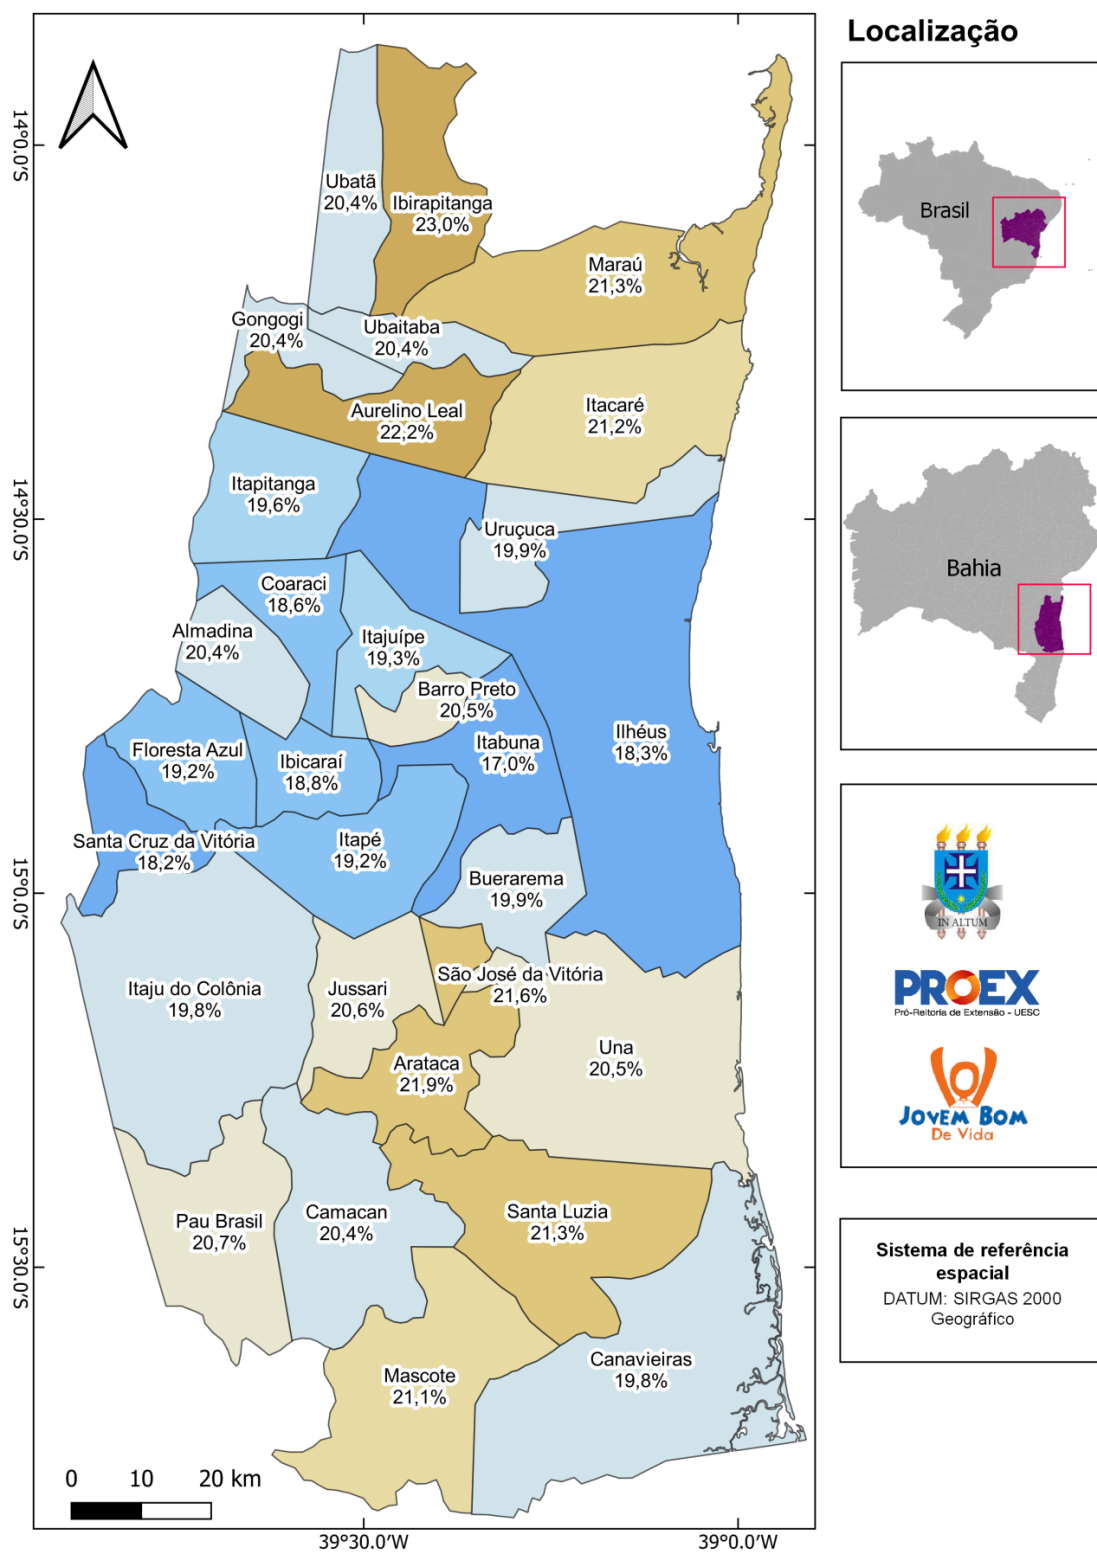 Localização
14°0.0'S
14°30.0'S
15°0.0'S
15°30.0'S
39°30.0'W
39°0.0'W
Ubatã
20,4%
Ibirapitanga
23,0%
Maraú
21,3%
Gongogi
20,4%
Ubaitaba
20,4%
Aurelino Leal
22,2%
Itacaré
21,2%
Itapitanga
19,6%
Uruçuca
19,9%
Coaraci
18,6%
Almadina
20,4%
Itajuípe
19,3%
Barro Preto
20,5%
Itabuna
17,0%
Ilhéus
18,3%
Floresta Azul
19,2%
Ibicaraí
18,8%
Santa Cruz da Vitória
18,2%
Itapé
19,2%
Buerarema
19,9%
Itaju do Colônia
19,8%
Jussari
20,6%
São José da Vitória
21,6%
Una
20,5%
Arataca
21,9%
Pau Brasil
20,7%
Camacan
20,4%
Santa Luzia
21,3%
Mascote
21,1%
Canavieiras
19,8%
0 10 20 km
Brasil
Bahia
IN ALTUM
PROEX
Pró-Reitoria de Extensão - UESC
JOVEM BOM
De Vida
Sistema de referência
espacial
DATUM: SIRGAS 2000
Geográfico